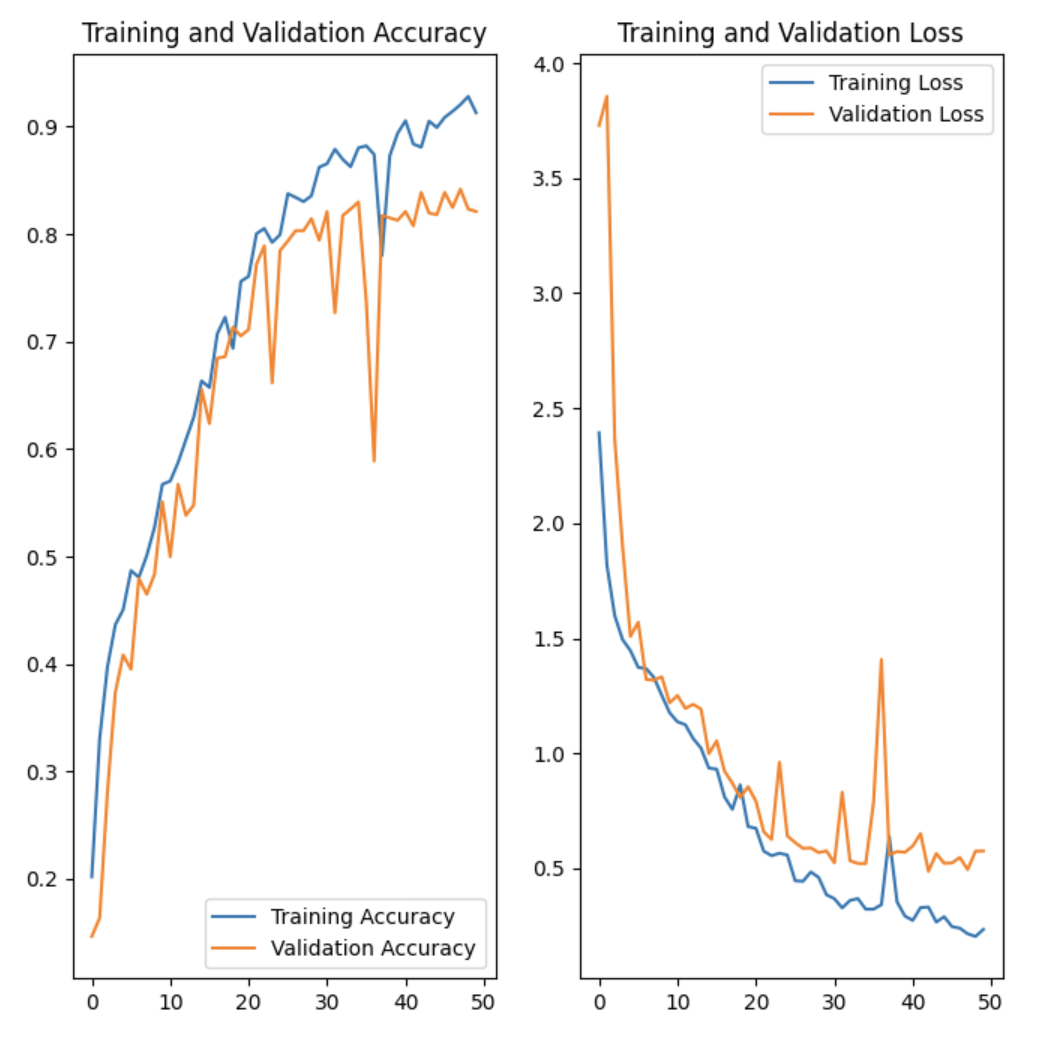 Training and Validation Accuracy
0.9
0.8
0.7
0.6
0.5
0.4
0.3
0.2
Training Accuracy
Validation Accuracy
0 10 20 30 40 50
Training and Validation Loss
4.0
3.5
3.0
2.5
2.0
1.5
1.0
0.5
Training Loss
Validation Loss
0 10 20 30 40 50